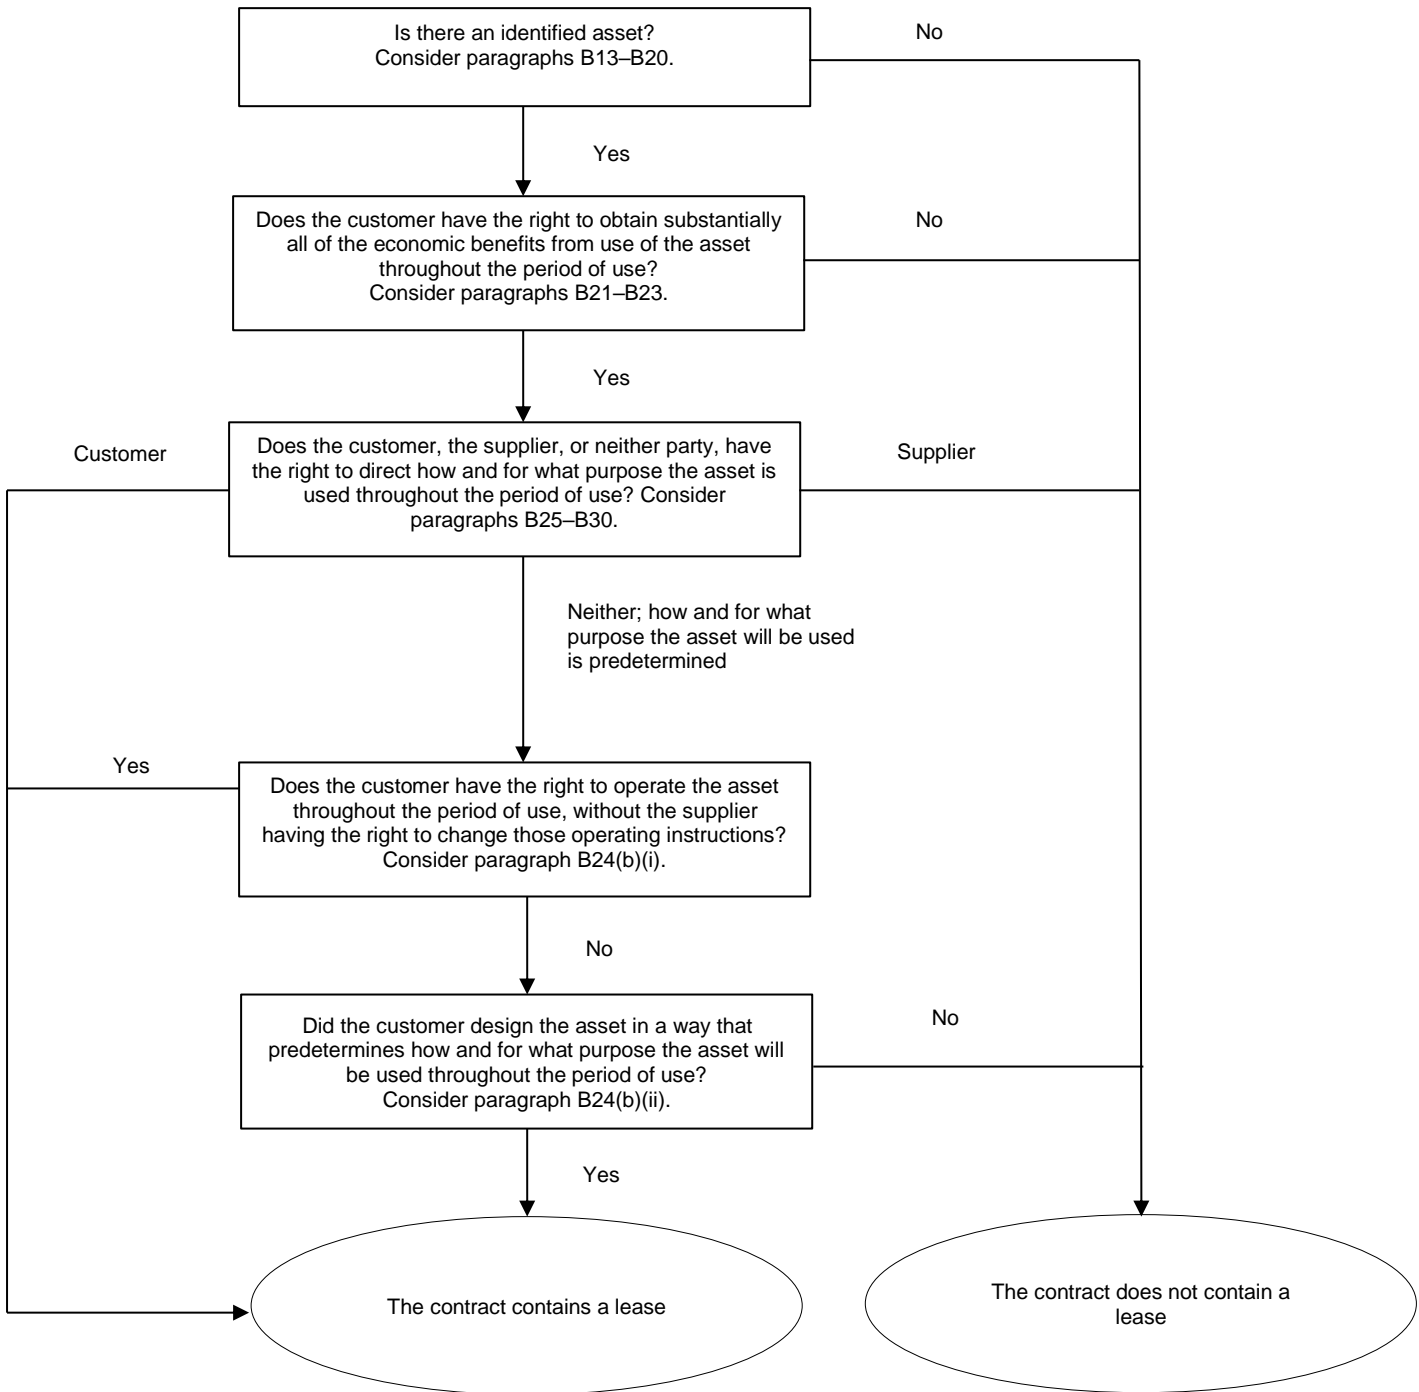 Is there an identified asset?
Consider paragraphs B13–B20.
No
Yes
Does the customer have the right to obtain substantially
all of the economic benefits from use of the asset
throughout the period of use?
Consider paragraphs B21–B23.
No
Yes
Customer
Does the customer, the supplier, or neither party, have
the right to direct how and for what purpose the asset is
used throughout the period of use? Consider
paragraphs B25–B30.
Supplier
Neither; how and for what
purpose the asset will be used
is predetermined
Yes
Does the customer have the right to operate the asset
throughout the period of use, without the supplier
having the right to change those operating instructions?
Consider paragraph B24(b)(i).
No
Did the customer design the asset in a way that
predetermines how and for what purpose the asset will
be used throughout the period of use?
Consider paragraph B24(b)(ii).
No
Yes
The contract contains a lease
The contract does not contain a
lease